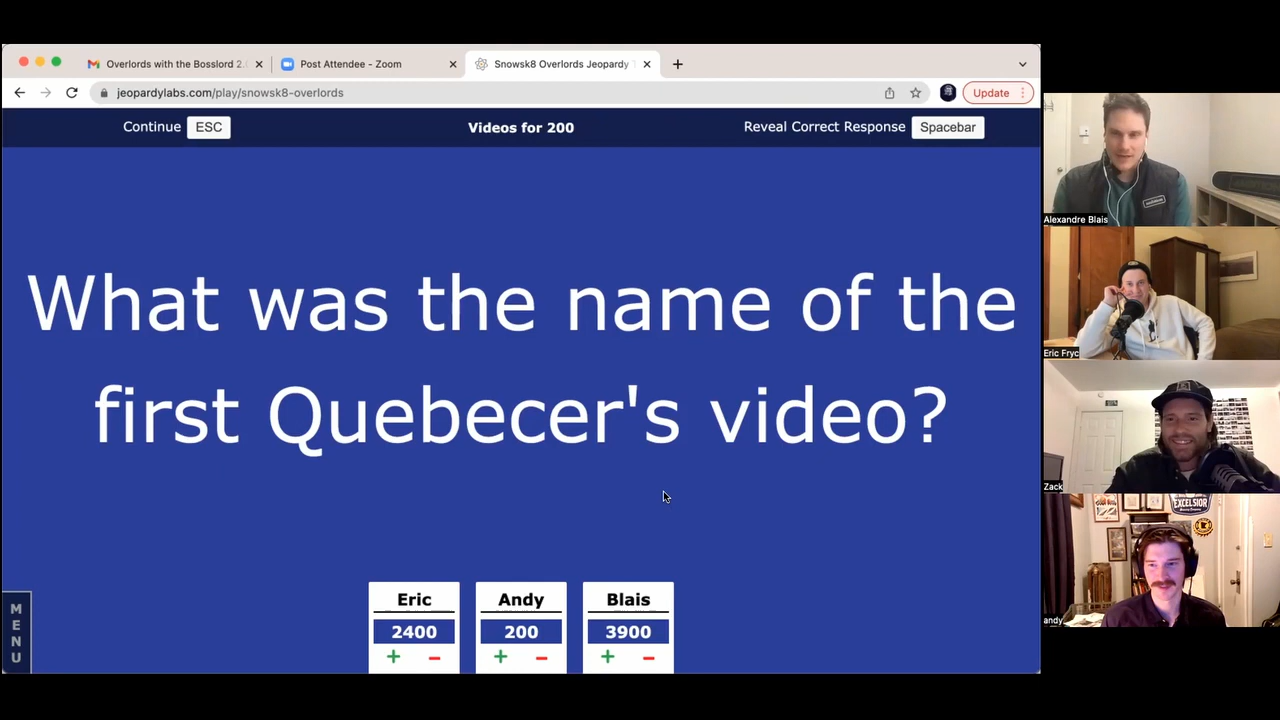 Overlords with the Bosslord 2.
Post Attendee - Zoom
Snowsk8 Overlords Jeopardy
jeopardylabs.com/play/snowsk8-overlords
Update
Continue ESC
Videos for 200
Reveal Correct Response Spacebar
What was the name of the
first Quebecer's video?
MENU
Eric
2400
+ −
Andy
200
+ −
Blais
3900
+ −
Alexandre Blais
Eric Fryc
Zack
EXCELSIOR
andy